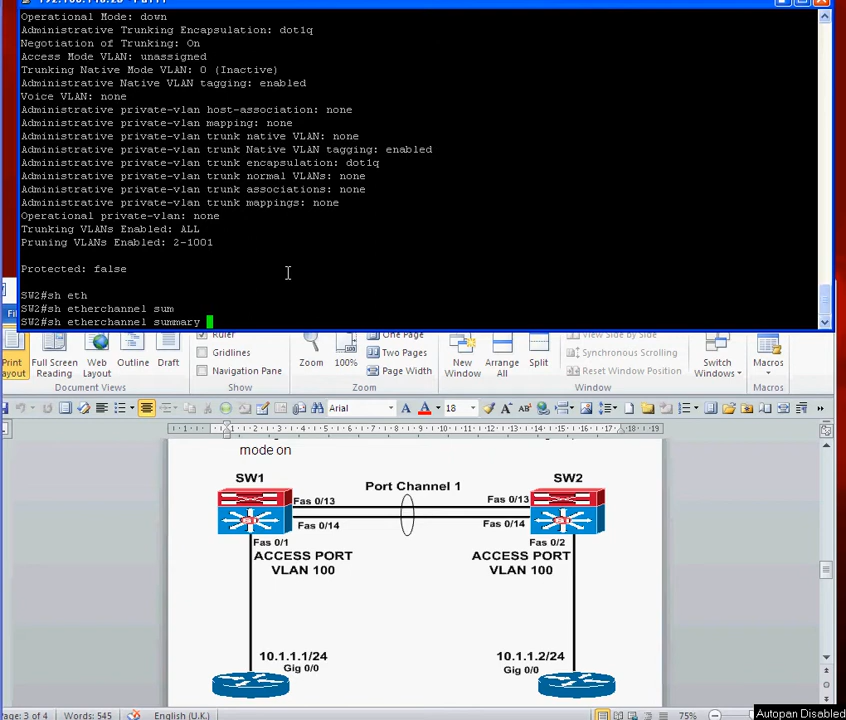 Operational Mode: down
Administrative Trunking Encapsulation: dot1q
Negotiation of Trunking: On
Access Mode VLAN: unassigned
Trunking Native Mode VLAN: 0 (Inactive)
Administrative Native VLAN tagging: enabled
Voice VLAN: none
Administrative private-vlan host-association: none
Administrative private-vlan mapping: none
Administrative private-vlan trunk native VLAN: none
Administrative private-vlan trunk Native VLAN tagging: enabled
Administrative private-vlan trunk encapsulation: dot1q
Administrative private-vlan trunk normal VLANs: none
Administrative private-vlan trunk associations: none
Administrative private-vlan trunk mappings: none
Operational private-vlan: none
Trunking VLANs Enabled: ALL
Pruning VLANs Enabled: 2-1001
Protected: false
SW2#sh eth
SW2#sh etherchannel sum
SW2#sh etherchannel summary
Fi
Print Layout
Full Screen Reading
Web Layout
Outline
Draft
Document Views
Ruler
Gridlines
Navigation Pane
Show
Zoom
100%
One Page
Two Pages
Page Width
Zoom
New Window
Arrange All
Split
View Side by Side
Synchronous Scrolling
Reset Window Position
Window
Switch Windows
Macros
Macros
Arial
18
mode on
SW1
Port Channel 1
SW2
Fas 0/13
Fas 0/13
Fas 0/14
Fas 0/14
Fas 0/1
Fas 0/2
ACCESS PORT
VLAN 100
ACCESS PORT
VLAN 100
10.1.1.1/24
Gig 0/0
10.1.1.2/24
Gig 0/0
Page: 3 of 4
Words: 545
English (U.K.)
75%
Autopan Disabled